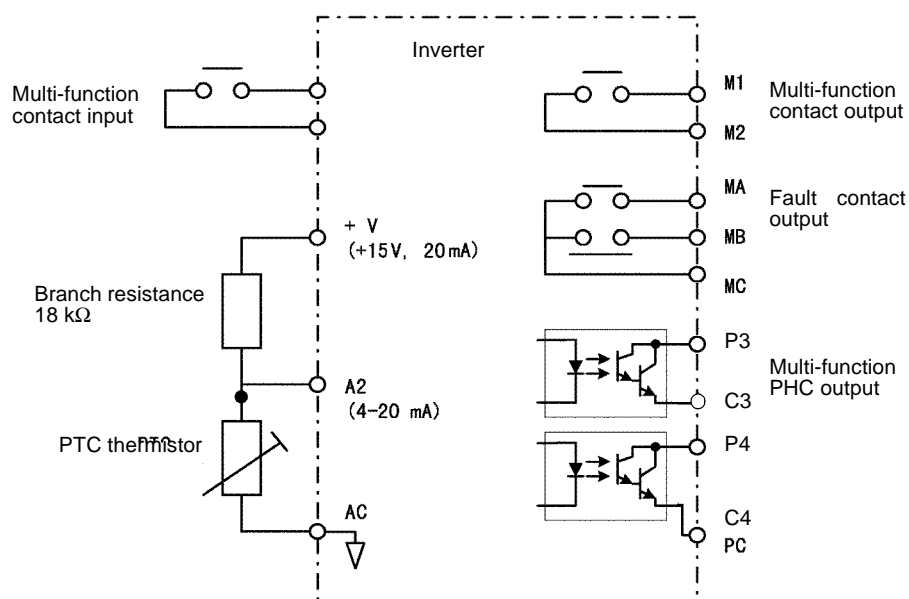 Inverter
Multi-function
contact input
M1
M2
Multi-function
contact output
MA
MB
MC
Fault contact
output
+ V
(+15V, 20mA)
Branch resistance
18 kΩ
A2
(4-20 mA)
PTC thermistor
AC
P3
C3
Multi-function
PHC output
P4
C4
PC